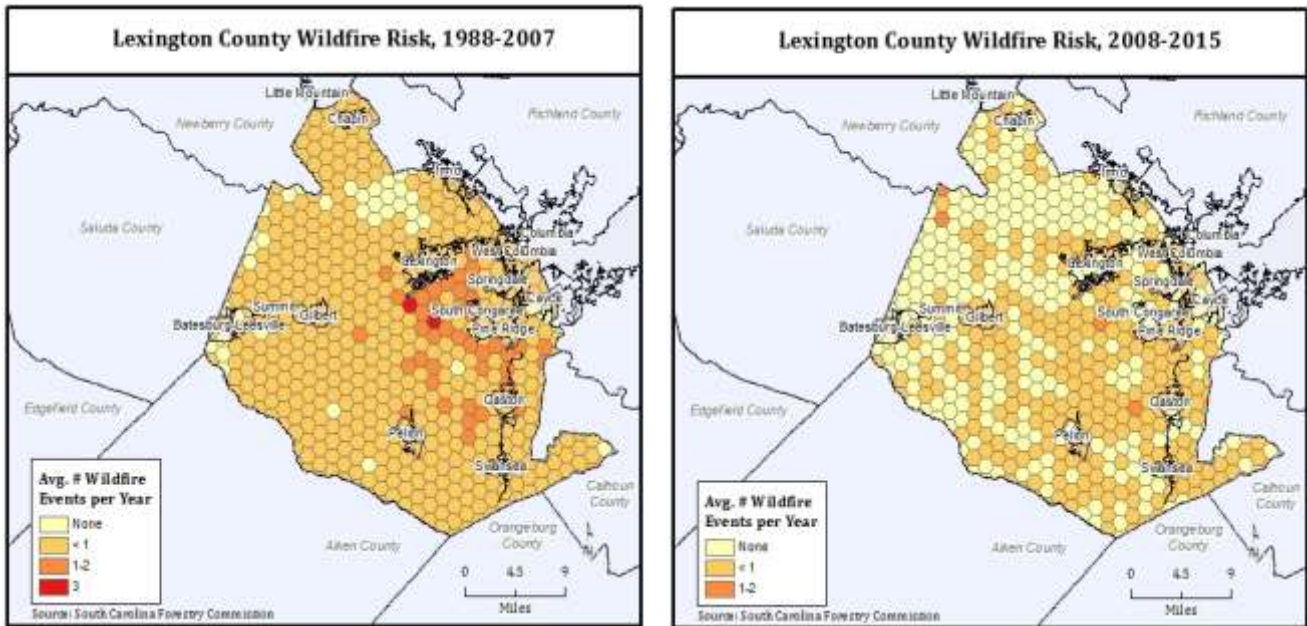 Lexington County Wildfire Risk, 1988-2007
Little Mountain
Chapin
Newberry County
Richland County
Irmo
Saluda County
Columbia
West Columbia
Lexington
Springdale
Cayce
Summit
Gilbert
South Congaree
Batesburg-Leesville
Pine Ridge
Edgefield County
Gaston
Pelion
Swansea
Calhoun
County
Orangeburg
County
Aiken County
N
Avg. # Wildfire
Events per Year
None
< 1
1-2
3
0 4.5 9
Miles
Source: South Carolina Forestry Commission
Lexington County Wildfire Risk, 2008-2015
Little Mountain
Chapin
Newberry County
Richland County
Irmo
Saluda County
Columbia
West Columbia
Lexington
Springdale
Cayce
Summit
Gilbert
South Congaree
Batesburg-Leesville
Pine Ridge
Edgefield County
Gaston
Pelion
Swansea
Calhoun
County
Orangeburg
County
Aiken County
N
Avg. # Wildfire
Events per Year
None
< 1
1-2
0 4.5 9
Miles
Source: South Carolina Forestry Commission